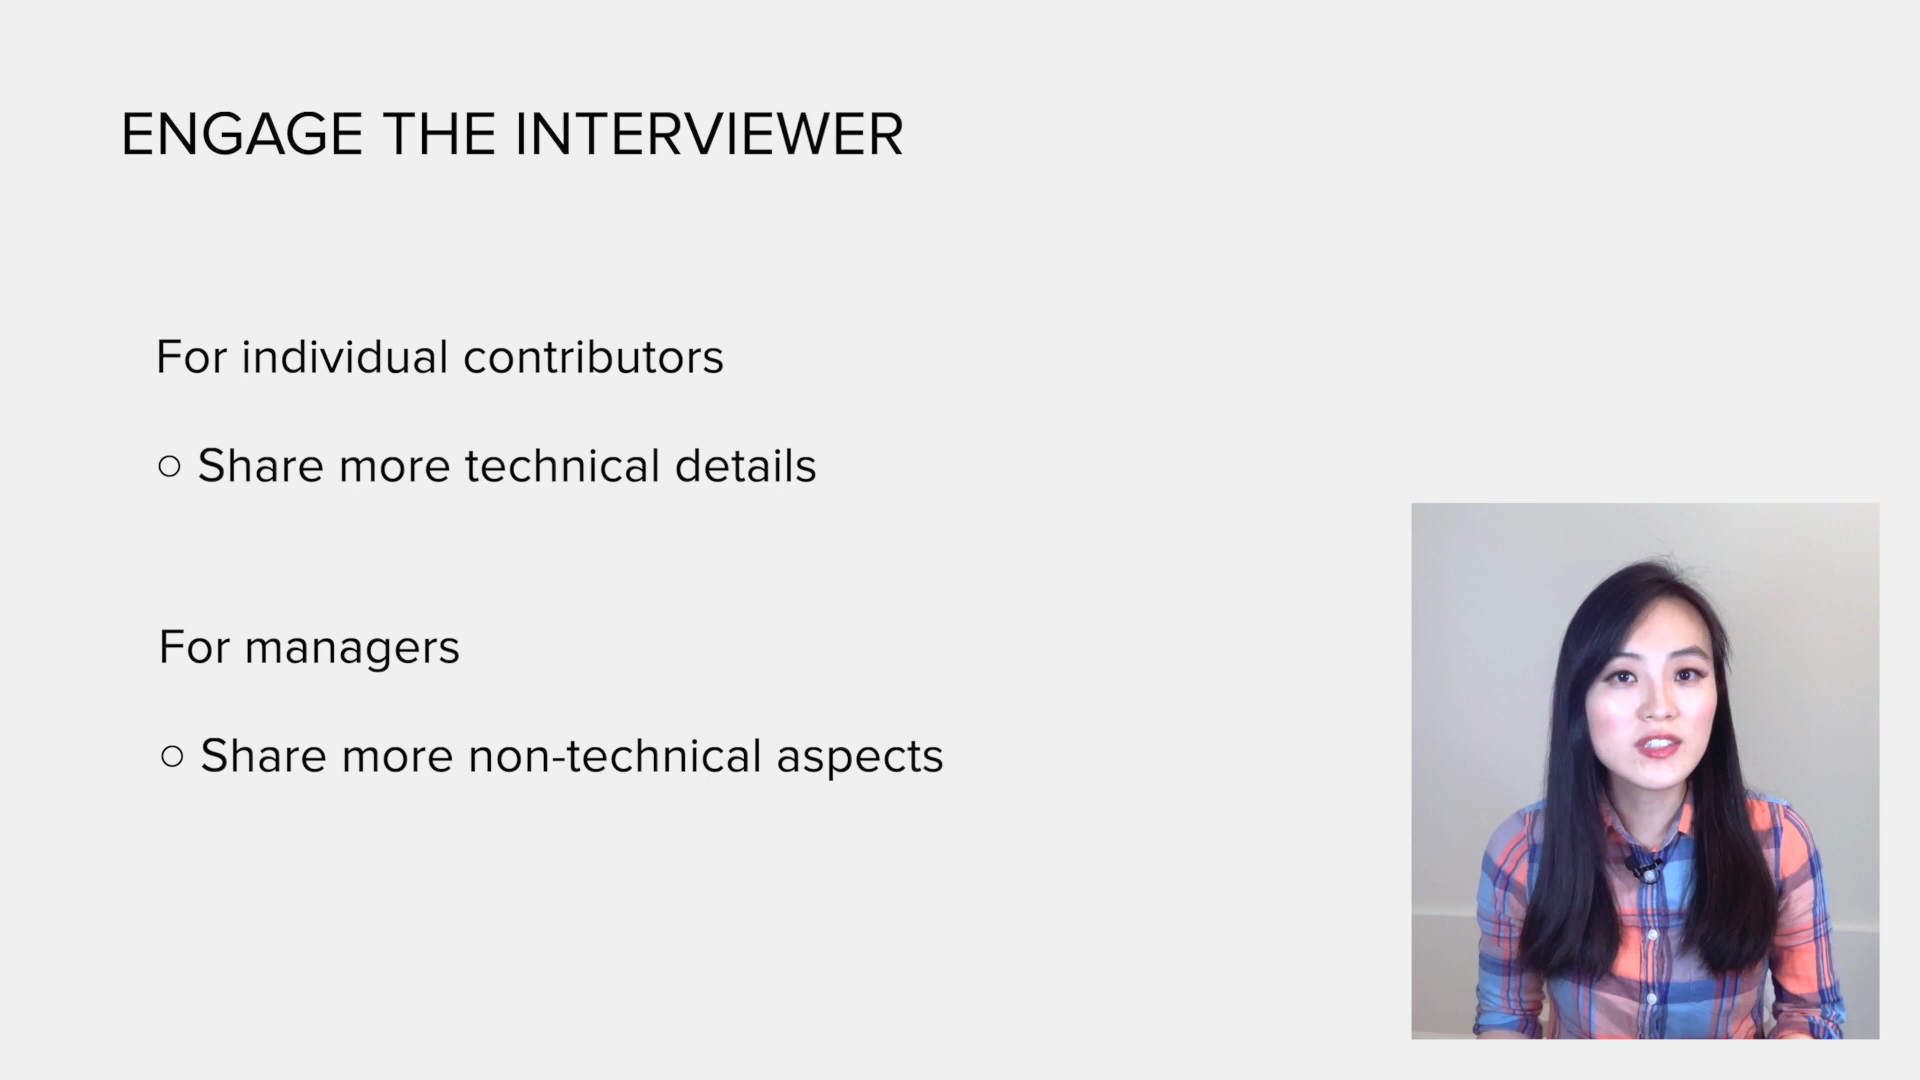 ENGAGE THE INTERVIEWER
For individual contributors
○ Share more technical details
For managers
○ Share more non-technical aspects